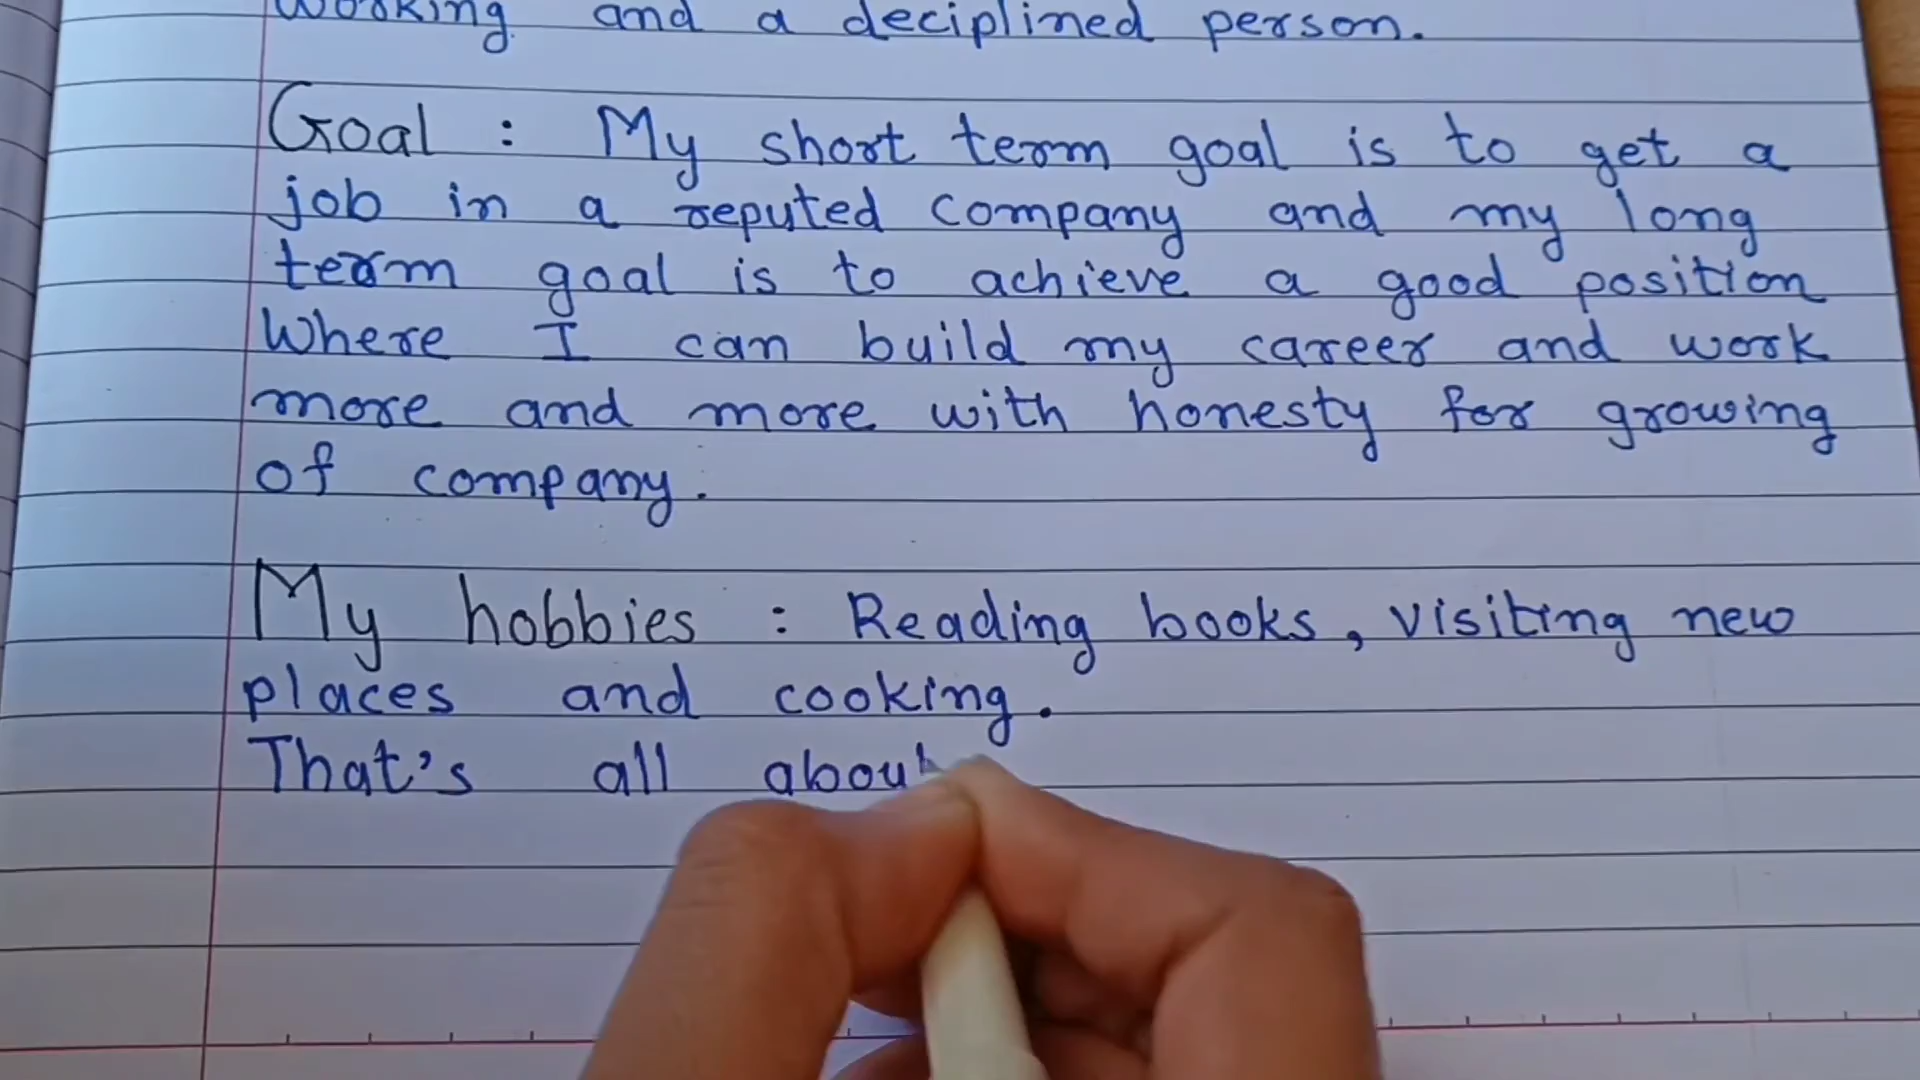 working and a deciplined person.
Goal : My short term goal is to get a
job in a reputed company and my long
term goal is to achieve a good position
Where I can build my career and work
more and more with honesty for growing
of company.
My hobbies : Reading books, visiting new
places and cooking.
That's all about